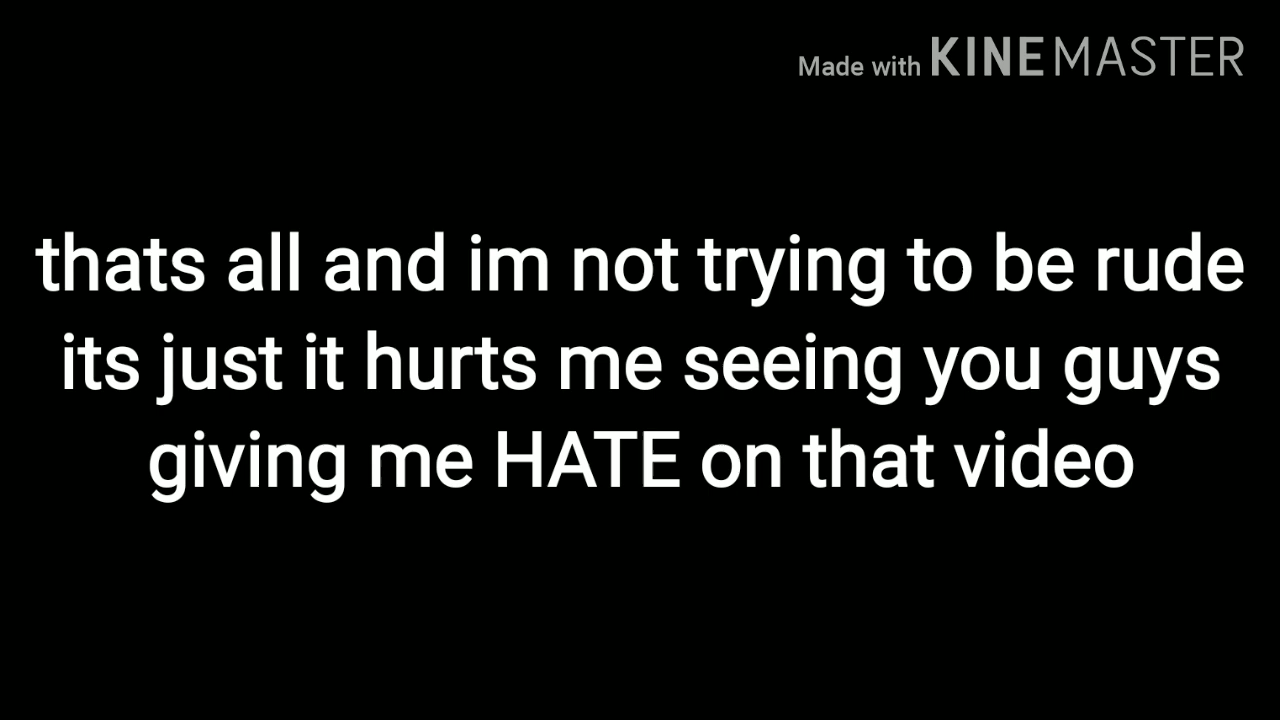 Made with KINEMASTER
thats all and im not trying to be rude
its just it hurts me seeing you guys
giving me HATE on that video